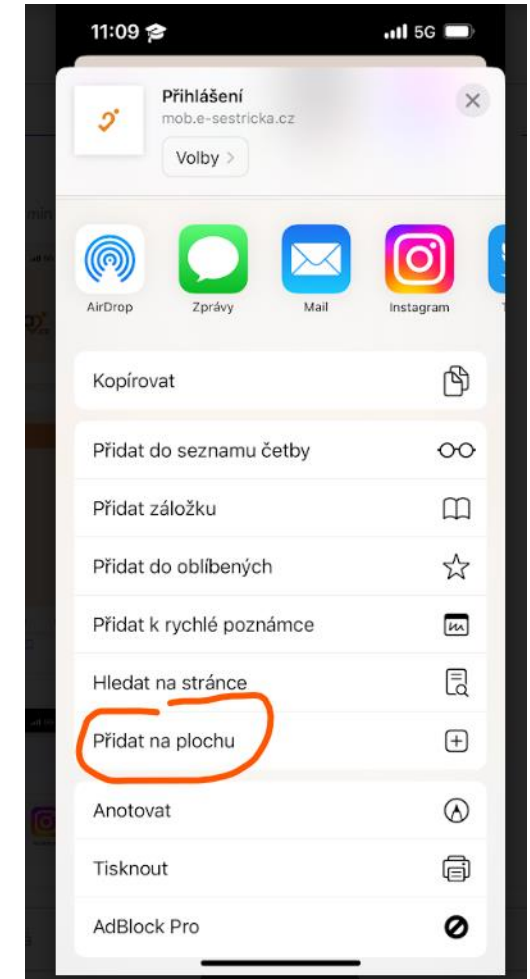 11:09
5G
Přihlášení
mob.e-sestricka.cz
Volby
AirDrop
Zprávy
Mail
Instagram
Kopírovat
Přidat do seznamu četby
Přidat záložku
Přidat do oblíbených
Přidat k rychlé poznámce
Hledat na stránce
Přidat na plochu
Anotovat
Tisknout
AdBlock Pro